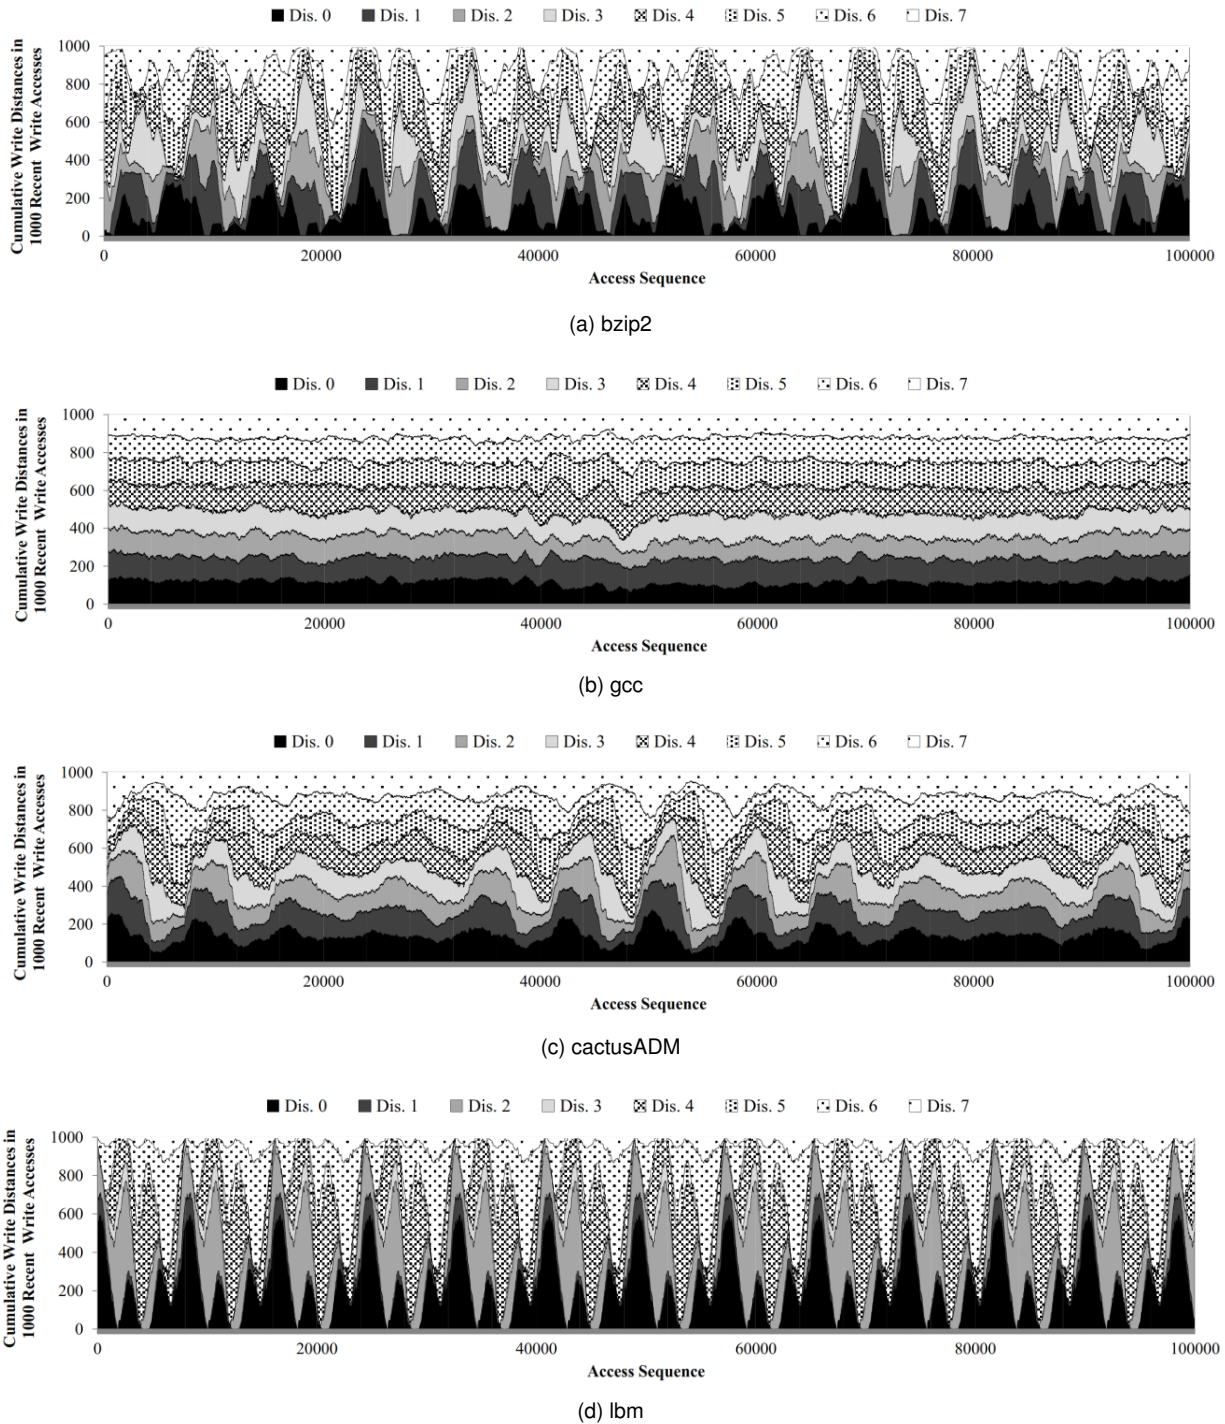 Dis. 0 Dis. 1 Dis. 2 Dis. 3 Dis. 4 Dis. 5 Dis. 6 Dis. 7
Cumulative Write Distances in
1000 Recent Write Accesses
1000
800
600
400
200
0
0 20000 40000 60000 80000 100000
Access Sequence
(a) bzip2
Dis. 0 Dis. 1 Dis. 2 Dis. 3 Dis. 4 Dis. 5 Dis. 6 Dis. 7
Cumulative Write Distances in
1000 Recent Write Accesses
1000
800
600
400
200
0
0 20000 40000 60000 80000 100000
Access Sequence
(b) gcc
Dis. 0 Dis. 1 Dis. 2 Dis. 3 Dis. 4 Dis. 5 Dis. 6 Dis. 7
Cumulative Write Distances in
1000 Recent Write Accesses
1000
800
600
400
200
0
0 20000 40000 60000 80000 100000
Access Sequence
(c) cactusADM
Dis. 0 Dis. 1 Dis. 2 Dis. 3 Dis. 4 Dis. 5 Dis. 6 Dis. 7
Cumulative Write Distances in
1000 Recent Write Accesses
1000
800
600
400
200
0
0 20000 40000 60000 80000 100000
Access Sequence
(d) lbm